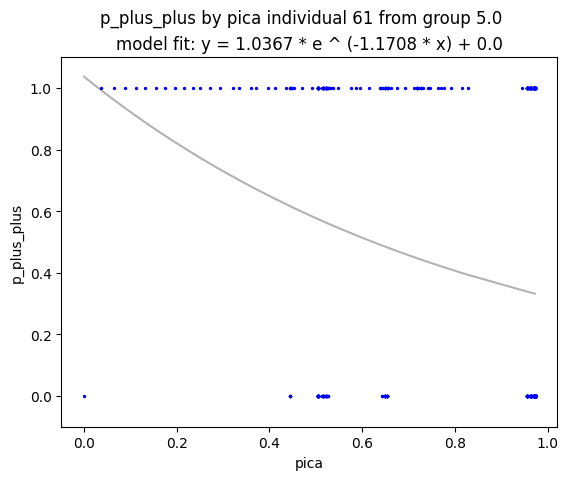 p_plus_plus by pica individual 61 from group 5.0
model fit: y = 1.0367 * e ^ (-1.1708 * x) + 0.0
1.0
0.8
0.6
0.4
0.2
0.0
p_plus_plus
0.0 0.2 0.4 0.6 0.8 1.0
pica